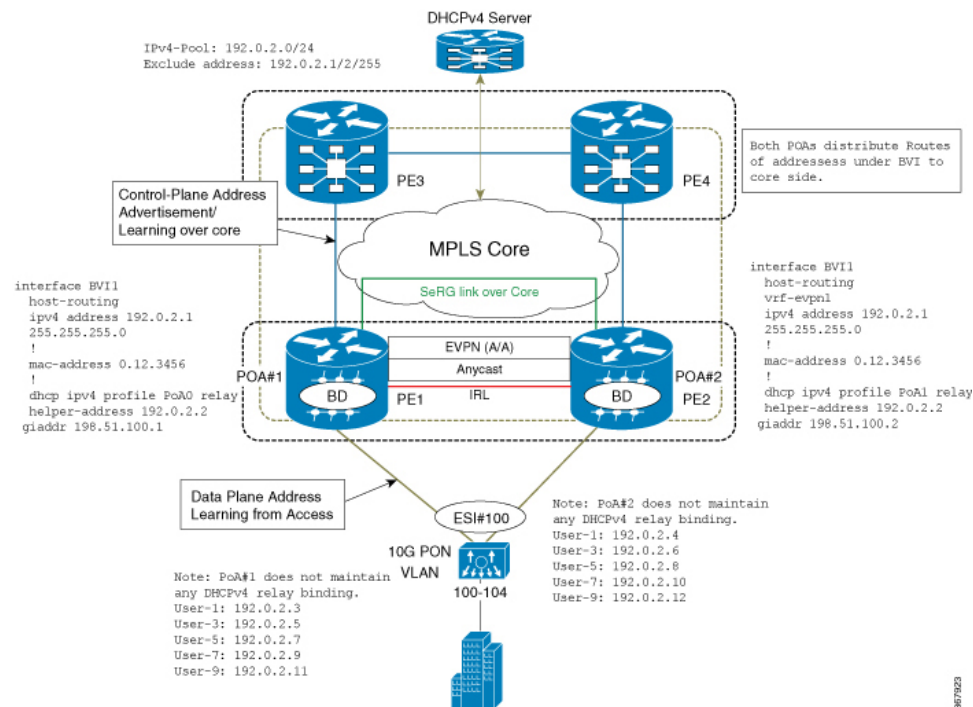 DHCPv4 Server
IPv4-Pool: 192.0.2.0/24
Exclude address: 192.0.2.1/2/255
PE3
PE4
Both POAs distribute Routes
of addressess under BVI to
core side.
Control-Plane Address
Advertisement/
Learning over core
MPLS Core
SeRG link over Core
interface BVI1
host-routing
ipv4 address 192.0.2.1
255.255.255.0
!
mac-address 0.12.3456
!
dhcp ipv4 profile PoA0 relay
helper-address 192.0.2.2
giaddr 198.51.100.1
interface BVI1
host-routing
vrf-evpn1
ipv4 address 192.0.2.1
255.255.255.0
!
mac-address 0.12.3456
!
dhcp ipv4 profile PoA1 relay
helper-address 192.0.2.2
giaddr 198.51.100.2
EVPN (A/A)
Anycast
IRL
POA#1
BD
PE1
POA#2
BD
PE2
Data Plane Address
Learning from Access
ESI#100
10G PON
VLAN
100-104
Note: PoA#2 does not maintain
any DHCPv4 relay binding.
User-1: 192.0.2.4
User-3: 192.0.2.6
User-5: 192.0.2.8
User-7: 192.0.2.10
User-9: 192.0.2.12
Note: PoA#1 does not maintain
any DHCPv4 relay binding.
User-1: 192.0.2.3
User-3: 192.0.2.5
User-5: 192.0.2.7
User-7: 192.0.2.9
User-9: 192.0.2.11